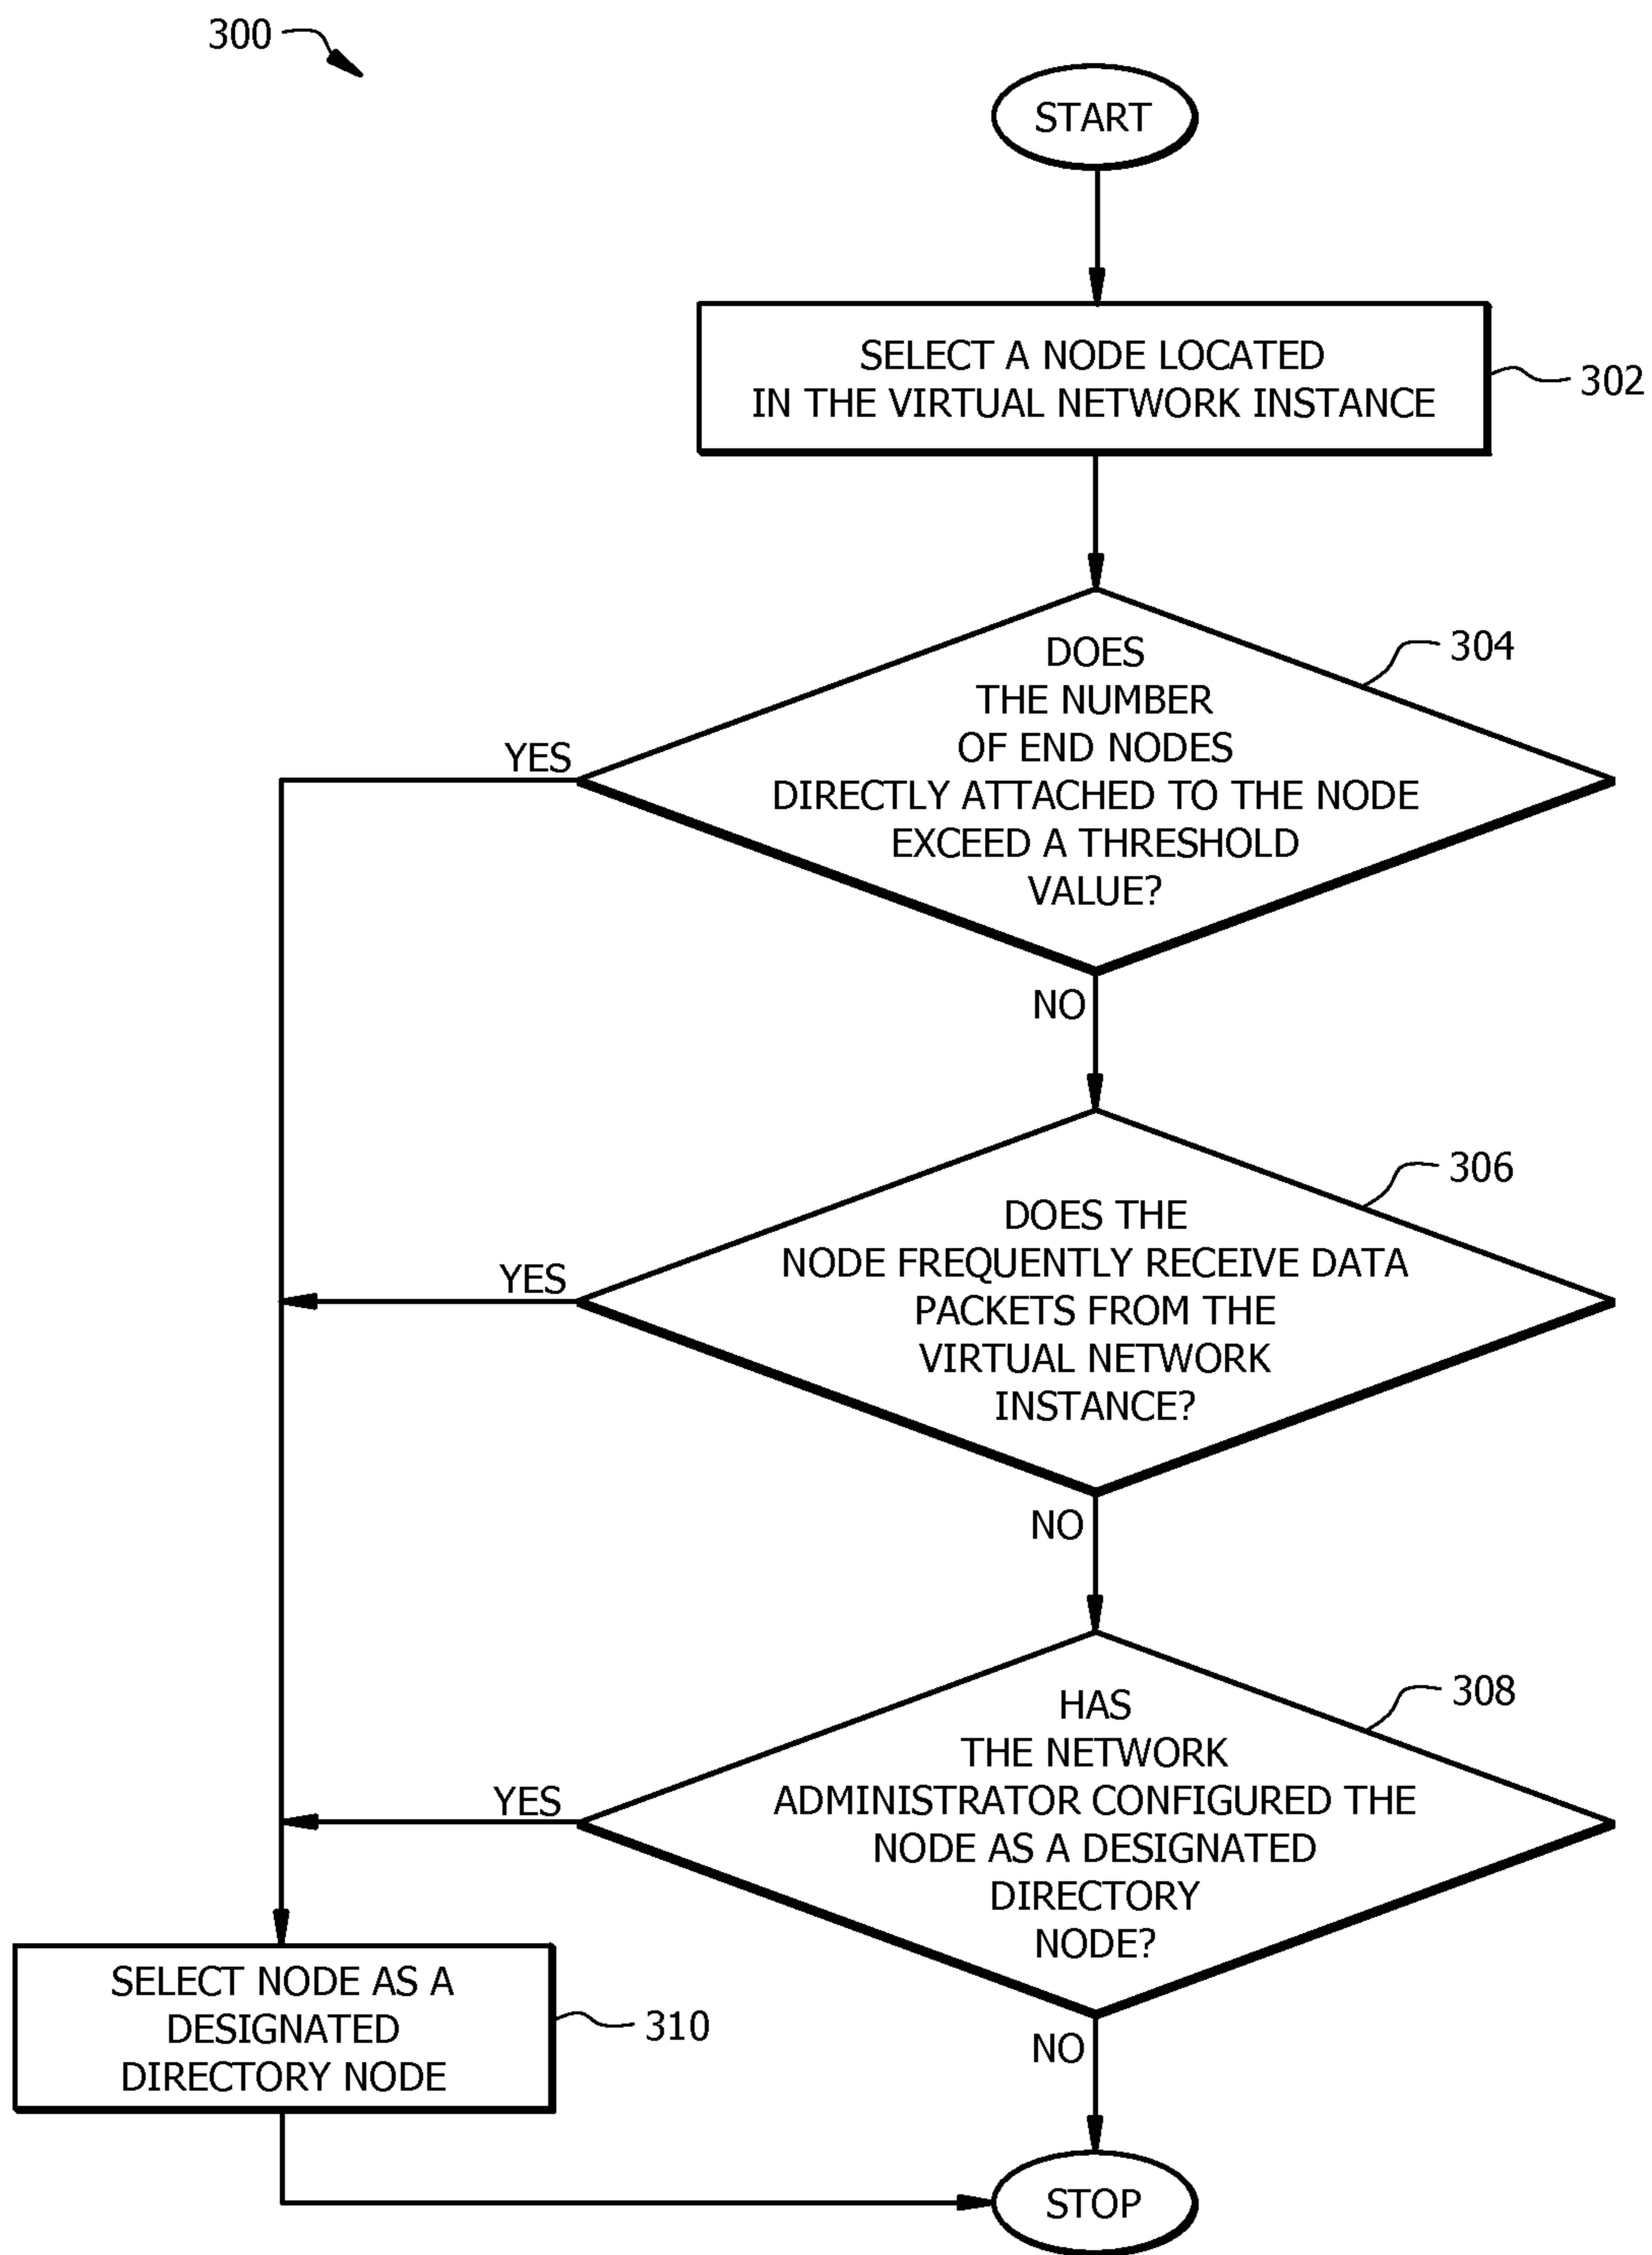 300
START
SELECT A NODE LOCATED
IN THE VIRTUAL NETWORK INSTANCE
302
DOES
THE NUMBER
OF END NODES
DIRECTLY ATTACHED TO THE NODE
EXCEED A THRESHOLD
VALUE?
304
YES
NO
DOES THE
NODE FREQUENTLY RECEIVE DATA
PACKETS FROM THE
VIRTUAL NETWORK
INSTANCE?
306
YES
NO
HAS
THE NETWORK
ADMINISTRATOR CONFIGURED THE
NODE AS A DESIGNATED
DIRECTORY
NODE?
308
YES
NO
SELECT NODE AS A
DESIGNATED
DIRECTORY NODE
310
STOP